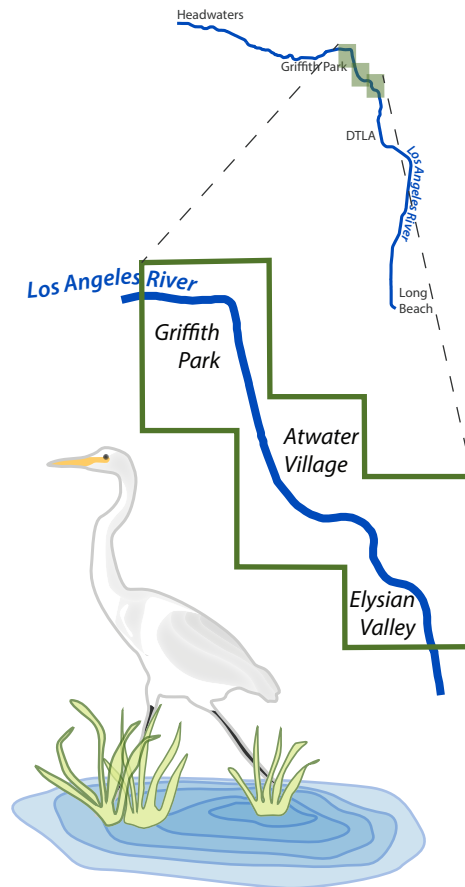 Headwaters
Griffith Park
DTLA
Los Angeles River
Long
Beach
Los Angeles River
Griffith
Park
Atwater
Village
Elysian
Valley